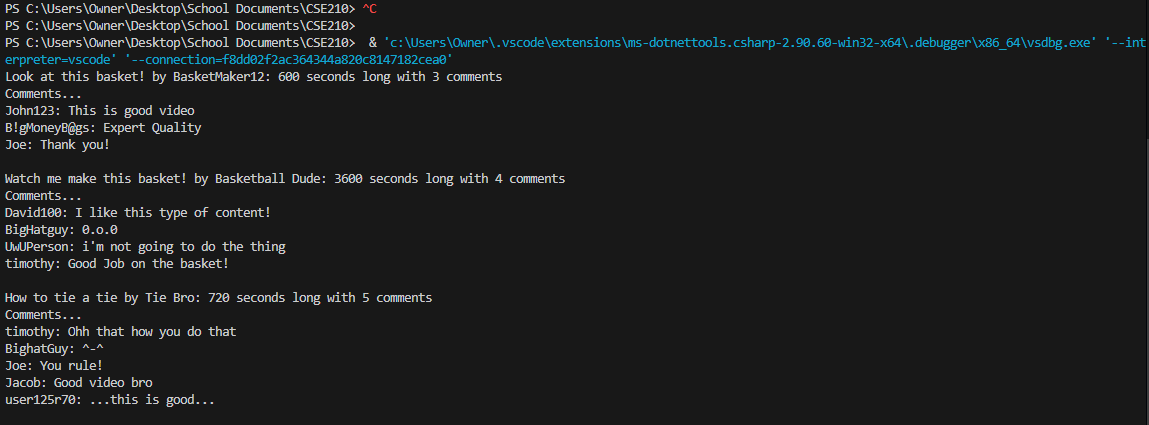 PS C:\Users\Owner\Desktop\School Documents\CSE210> ^C
PS C:\Users\Owner\Desktop\School Documents\CSE210>
PS C:\Users\Owner\Desktop\School Documents\CSE210>  & 'c:\Users\Owner\.vscode\extensions\ms-dotnettools.csharp-2.90.60-win32-x64\.debugger\x86_64\vsdbg.exe' '--int
erpreter=vscode' '--connection=f8dd02f2ac364344a820c8147182cea0'
Look at this basket! by BasketMaker12: 600 seconds long with 3 comments
Comments...
John123: This is good video
B!gMoneyB@gs: Expert Quality
Joe: Thank you!
Watch me make this basket! by Basketball Dude: 3600 seconds long with 4 comments
Comments...
David100: I like this type of content!
BigHatguy: 0.o.0
UwUPerson: i'm not going to do the thing
timothy: Good Job on the basket!
How to tie a tie by Tie Bro: 720 seconds long with 5 comments
Comments...
timothy: Ohh that how you do that
BighatGuy: ^-^
Joe: You rule!
Jacob: Good video bro
user125r70: ...this is good...